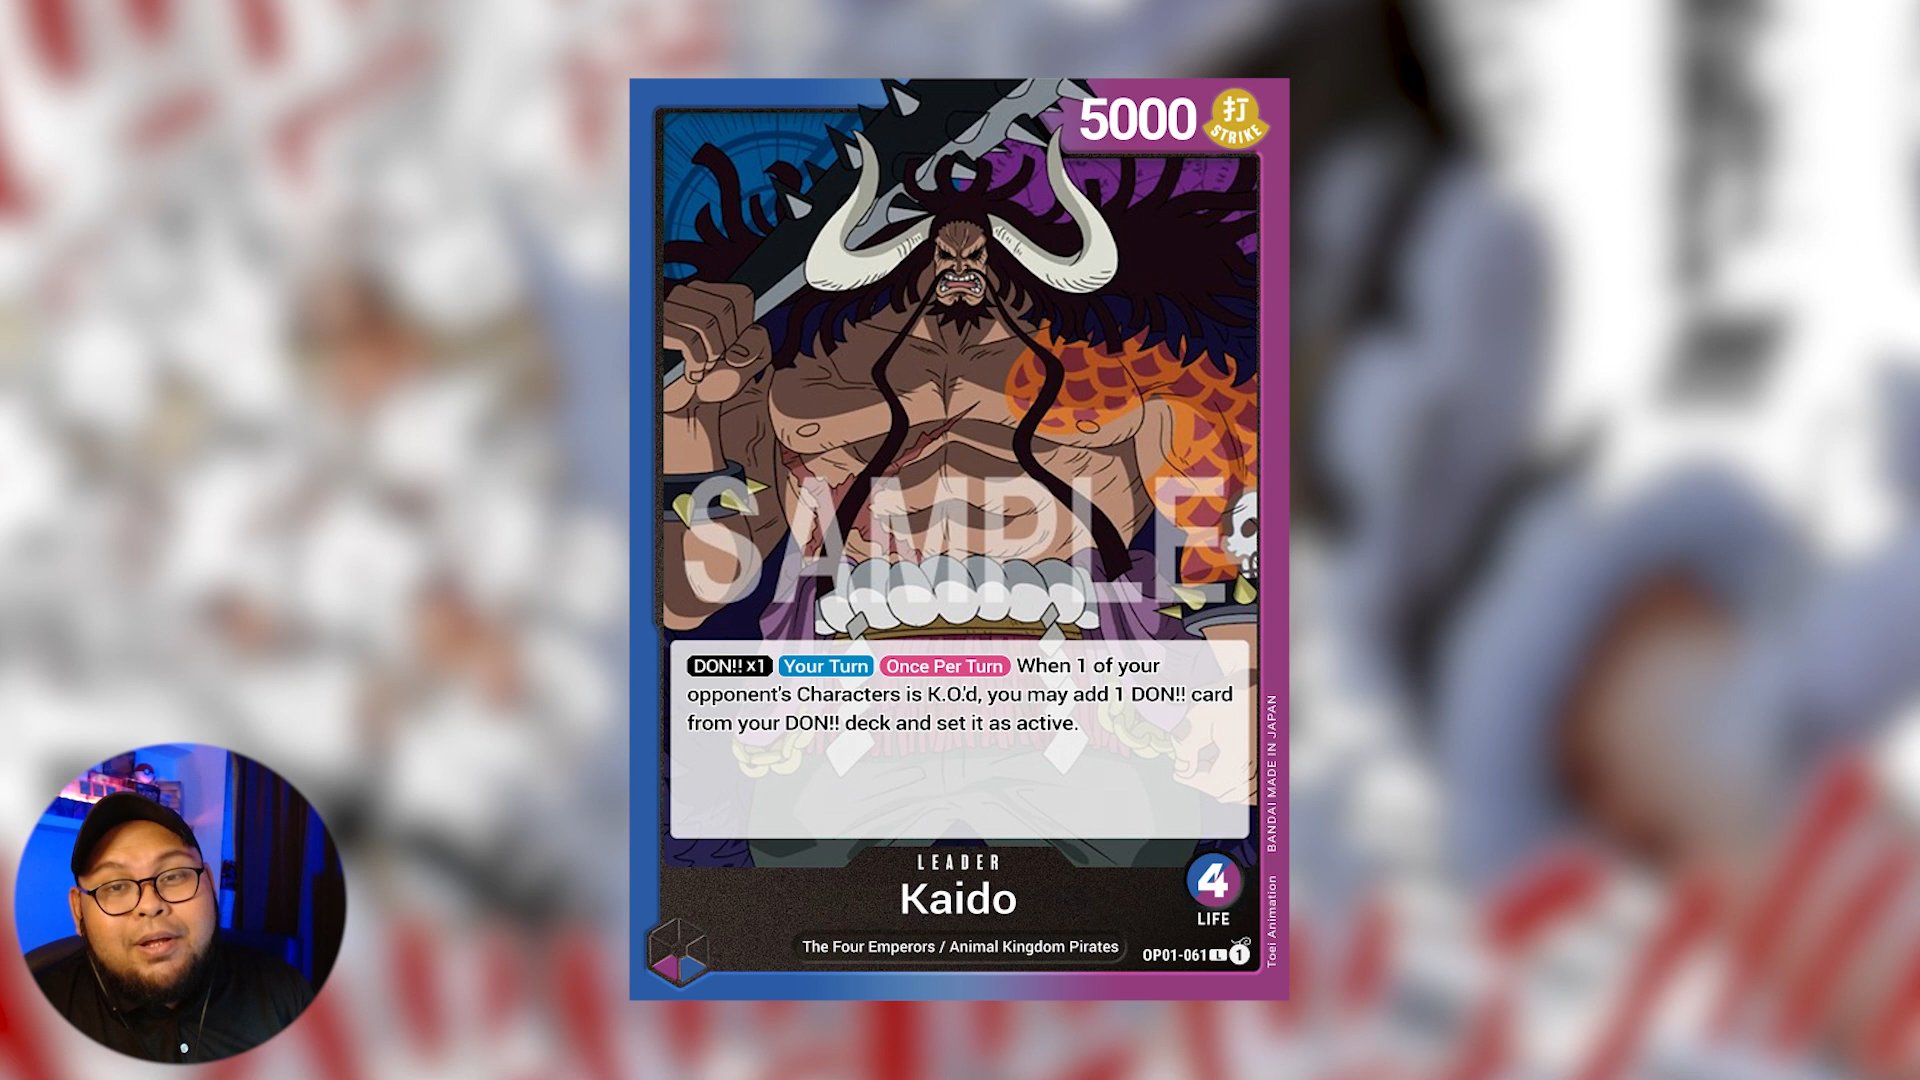 5000
打
STRIKE
SAMPLE
DON!! x1 Your Turn Once Per Turn When 1 of your
opponent's Characters is K.O.'d, you may add 1 DON!! card
from your DON!! deck and set it as active.
LEADER
Kaido
4
LIFE
The Four Emperors / Animal Kingdom Pirates
OP01-061 L 1
Toei Animation BANDAI MADE IN JAPAN